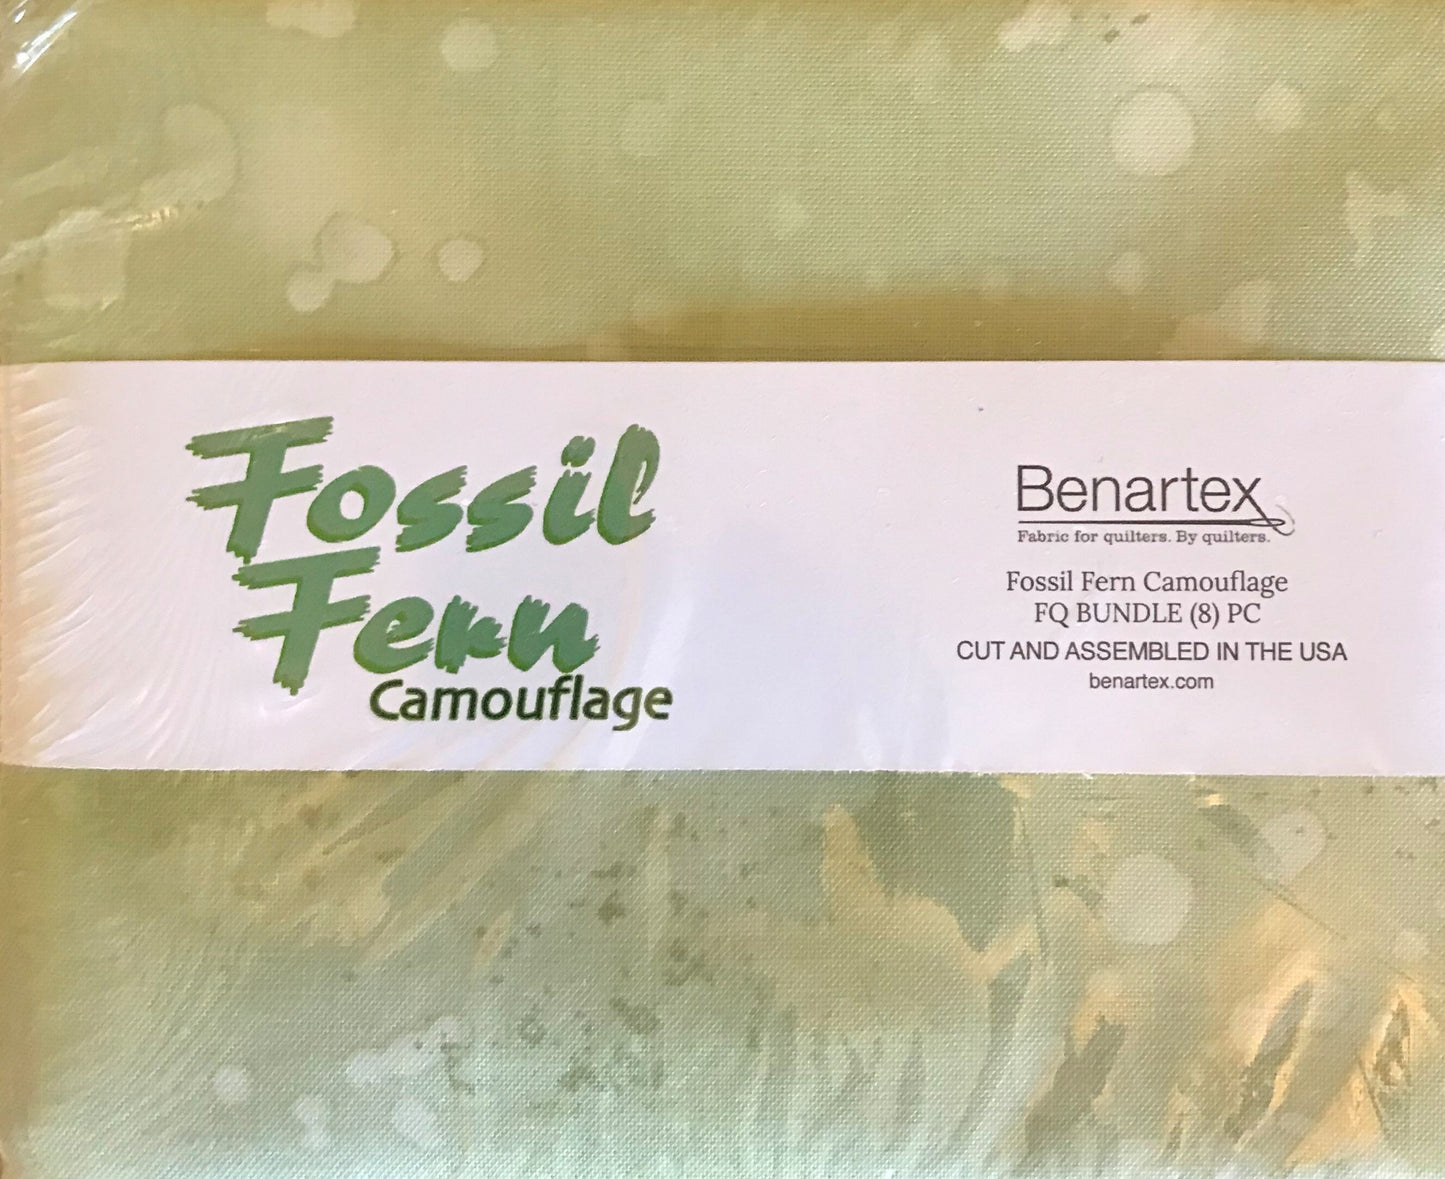 Fossil
Fern
Camouflage
Benartex
Fabric for quilters. By quilters.
Fossil Fern Camouflage
FQ BUNDLE (8) PC
CUT AND ASSEMBLED IN THE USA
benartex.com